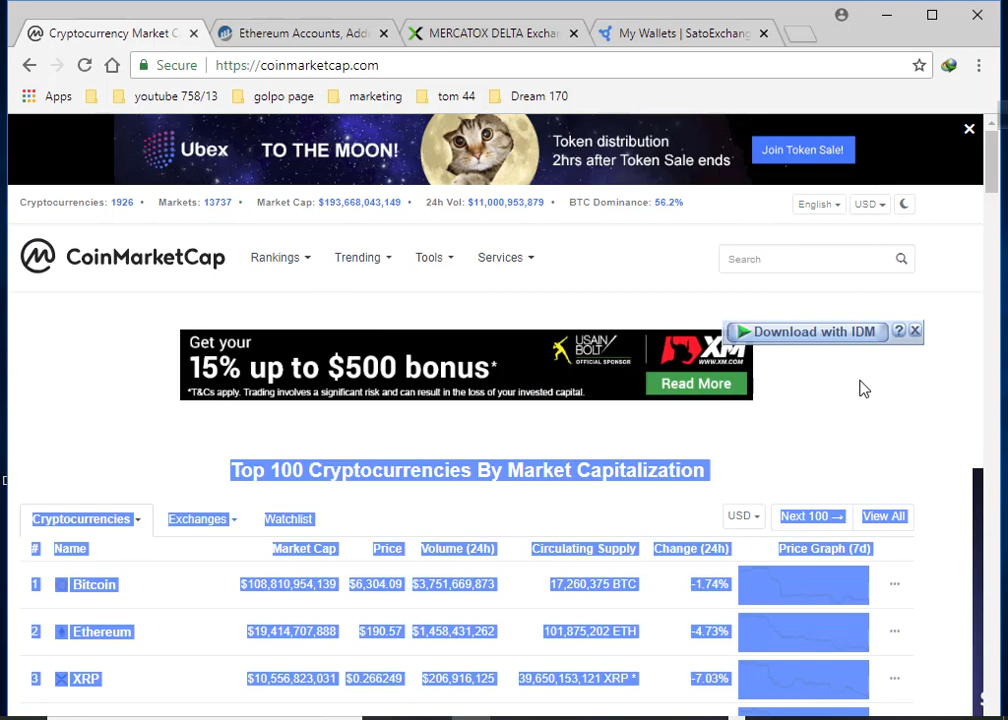 Cryptocurrency Market C
Ethereum Accounts, Add
MERCATOX DELTA Exchan
My Wallets | SatoExchang
Secure
https://coinmarketcap.com
Apps
youtube 758/13
golpo page
marketing
tom 44
Dream 170
Ubex TO THE MOON!
Token distribution
2hrs after Token Sale ends
Join Token Sale!
Cryptocurrencies: 1926 • Markets: 13737 • Market Cap: $193,668,043,149 • 24h Vol: $11,000,953,879 • BTC Dominance: 56.2%
English
USD
CoinMarketCap
Rankings
Trending
Tools
Services
Search
Download with IDM ?
Get your
15% up to $500 bonus*
*T&Cs apply. Trading involves a significant risk and can result in the loss of your invested capital.
USAIN
BOLT
OFFICIAL SPONSOR
XM
WWW.XM.COM
Read More
Top 100 Cryptocurrencies By Market Capitalization
Cryptocurrencies
Exchanges
Watchlist
USD
Next 100 →
View All
# Name Market Cap Price Volume (24h) Circulating Supply Change (24h) Price Graph (7d)
1 Bitcoin $108,810,954,139 $6,304.09 $3,751,669,873 17,260,375 BTC -1.74%
2 Ethereum $19,414,707,888 $190.57 $1,458,431,262 101,875,202 ETH -4.73%
3 XRP $10,556,823,031 $0.266249 $206,916,125 39,650,153,121 XRP * -7.03%